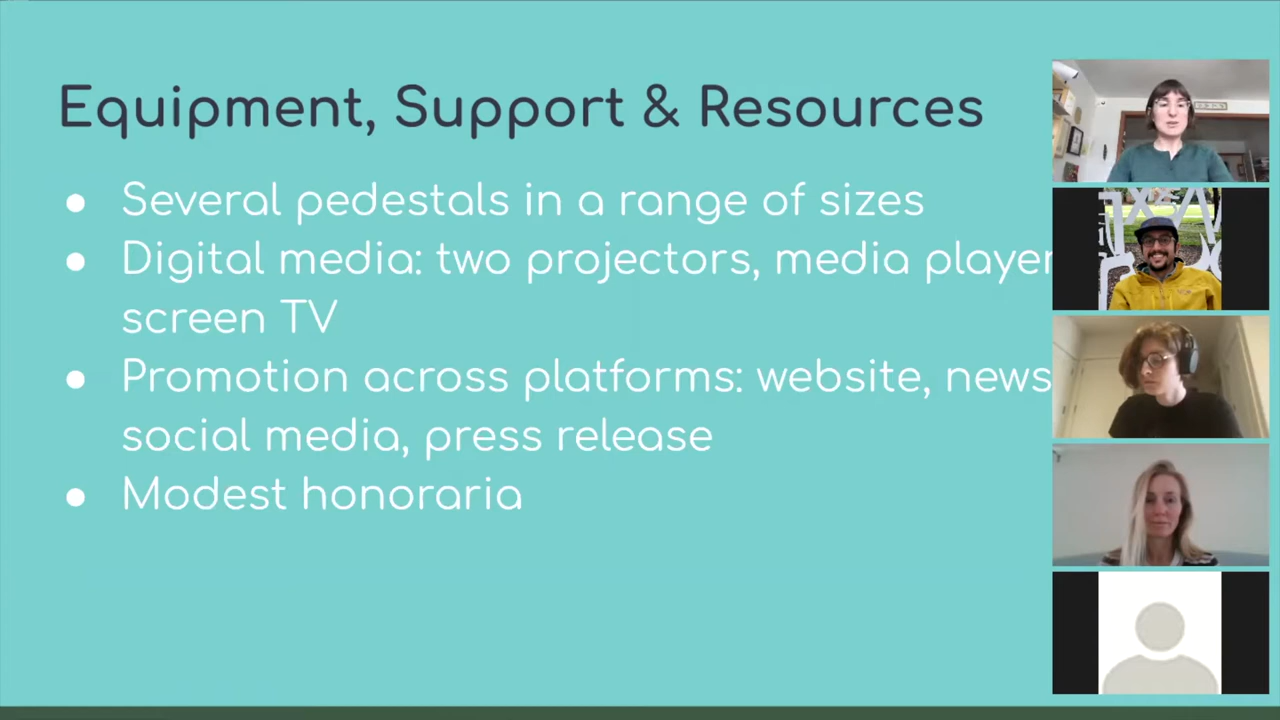 Equipment, Support & Resources
● Several pedestals in a range of sizes
● Digital media: two projectors, media player
screen TV
● Promotion across platforms: website, news
social media, press release
● Modest honoraria